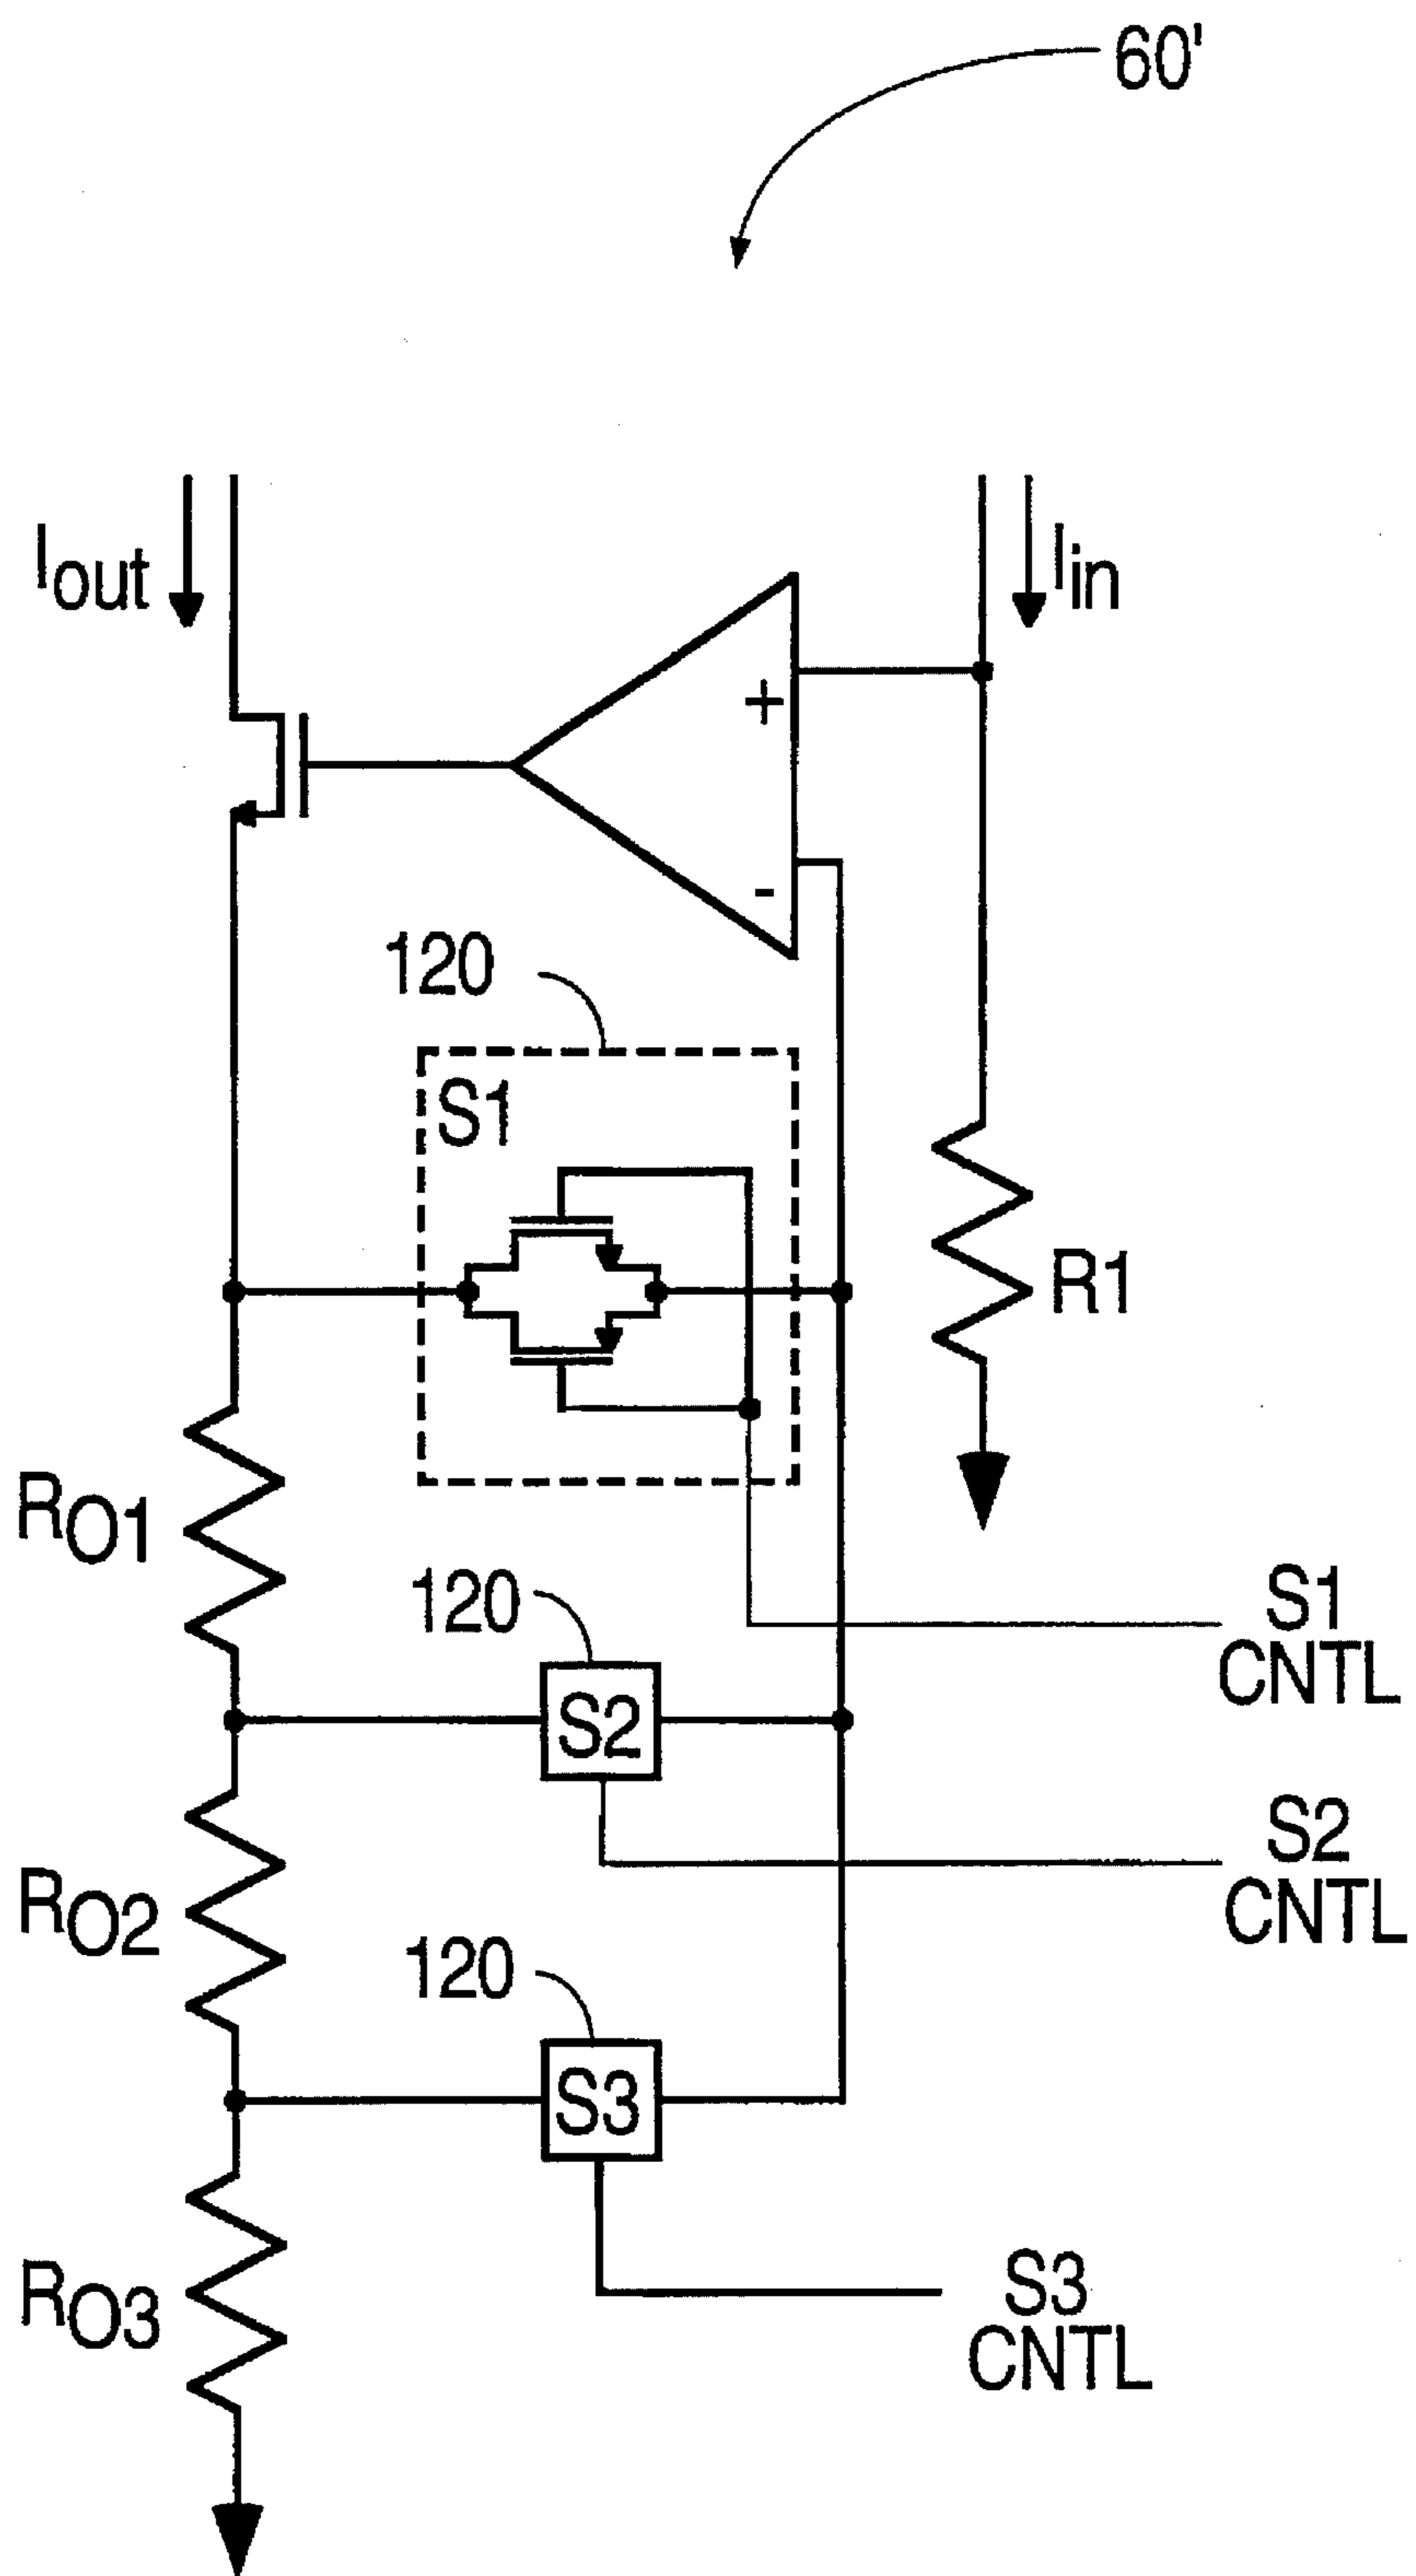 60'
Iout
Iin
+
-
120
S1
R1
RO1
120
S1
CNTL
S2
S2
CNTL
RO2
120
S3
RO3
S3
CNTL